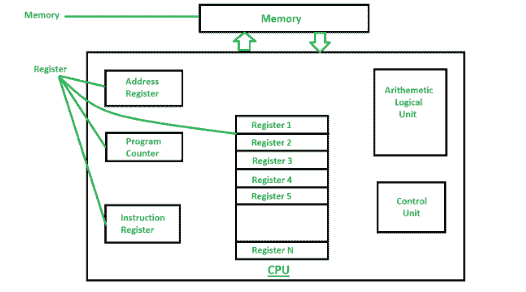 Memory
Memory
Register
Address
Register
Program
Counter
Instruction
Register
Register 1
Register 2
Register 3
Register 4
Register 5
Register N
Arithemetic
Logical
Unit
Control
Unit
CPU